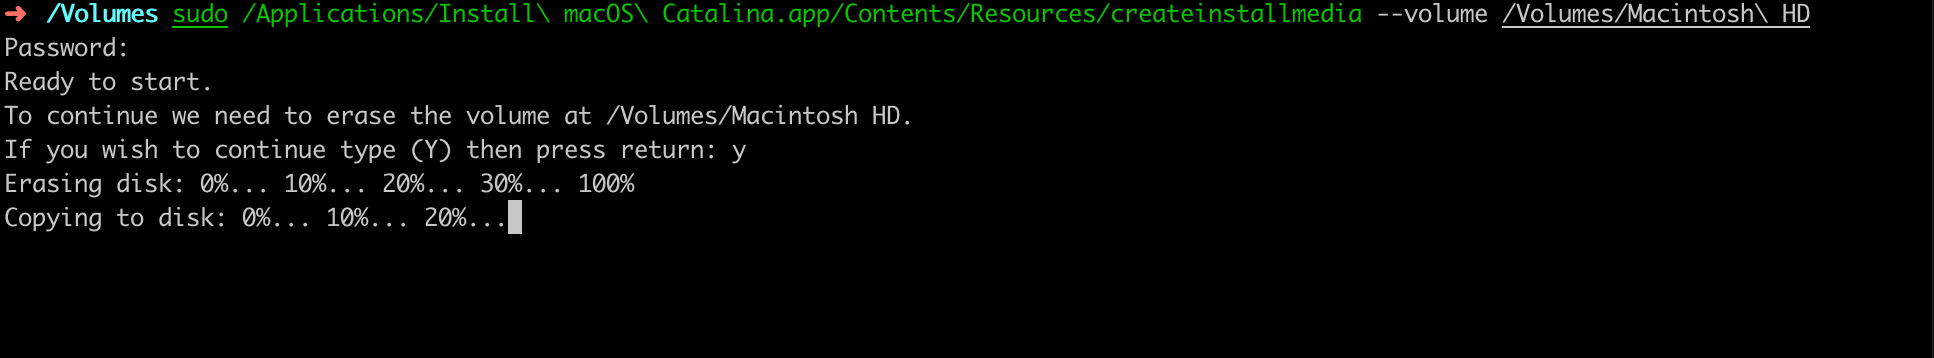 ➜ /Volumes sudo /Applications/Install\ macOS\ Catalina.app/Contents/Resources/createinstallmedia --volume /Volumes/Macintosh\ HD
Password:
Ready to start.
To continue we need to erase the volume at /Volumes/Macintosh HD.
If you wish to continue type (Y) then press return: y
Erasing disk: 0%... 10%... 20%... 30%... 100%
Copying to disk: 0%... 10%... 20%...